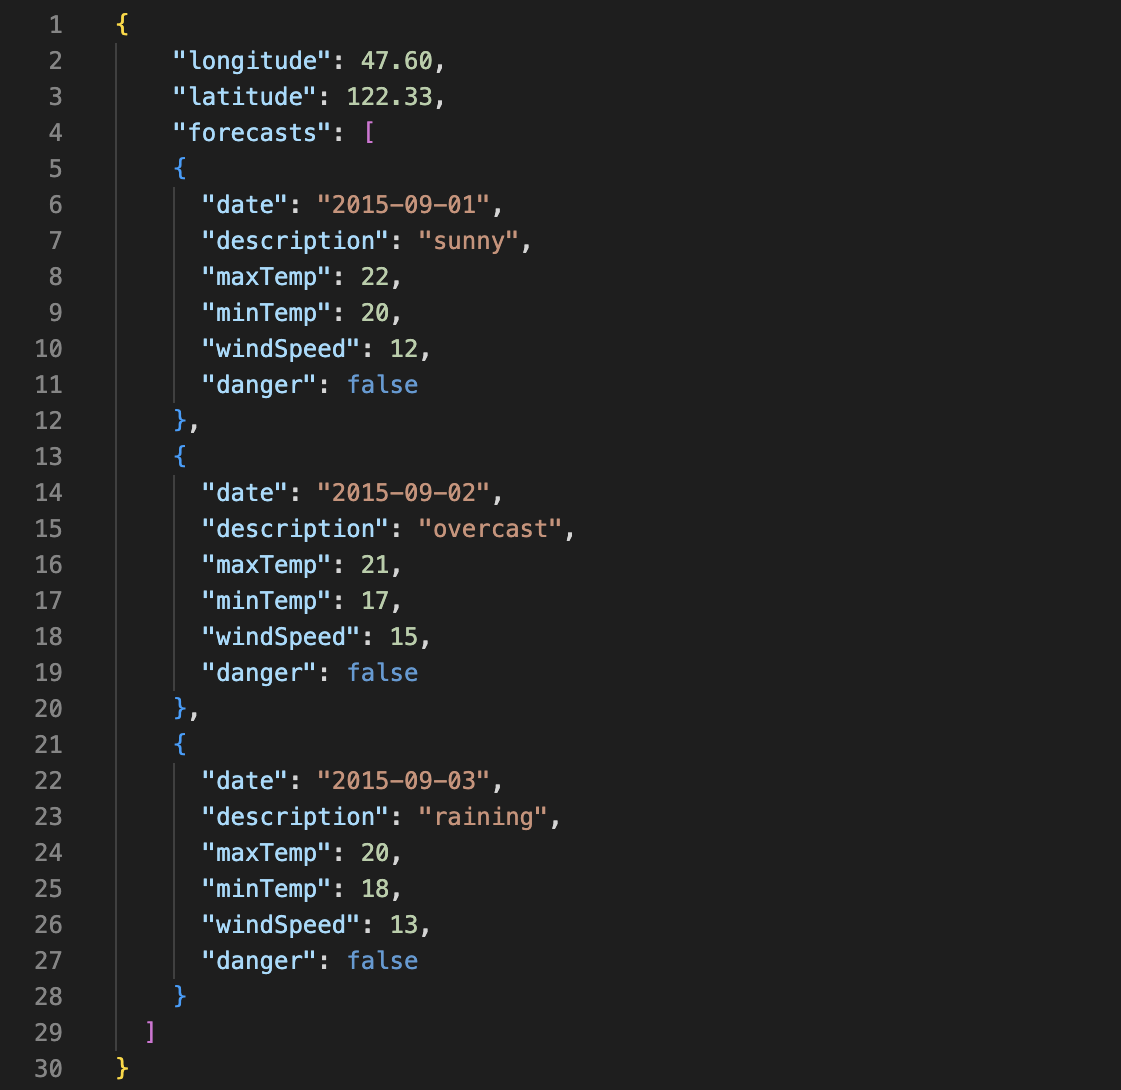 1 {
2 "longitude": 47.60,
3 "latitude": 122.33,
4 "forecasts": [
5 {
6 "date": "2015-09-01",
7 "description": "sunny",
8 "maxTemp": 22,
9 "minTemp": 20,
10 "windSpeed": 12,
11 "danger": false
12 },
13 {
14 "date": "2015-09-02",
15 "description": "overcast",
16 "maxTemp": 21,
17 "minTemp": 17,
18 "windSpeed": 15,
19 "danger": false
20 },
21 {
22 "date": "2015-09-03",
23 "description": "raining",
24 "maxTemp": 20,
25 "minTemp": 18,
26 "windSpeed": 13,
27 "danger": false
28 }
29 ]
30 }